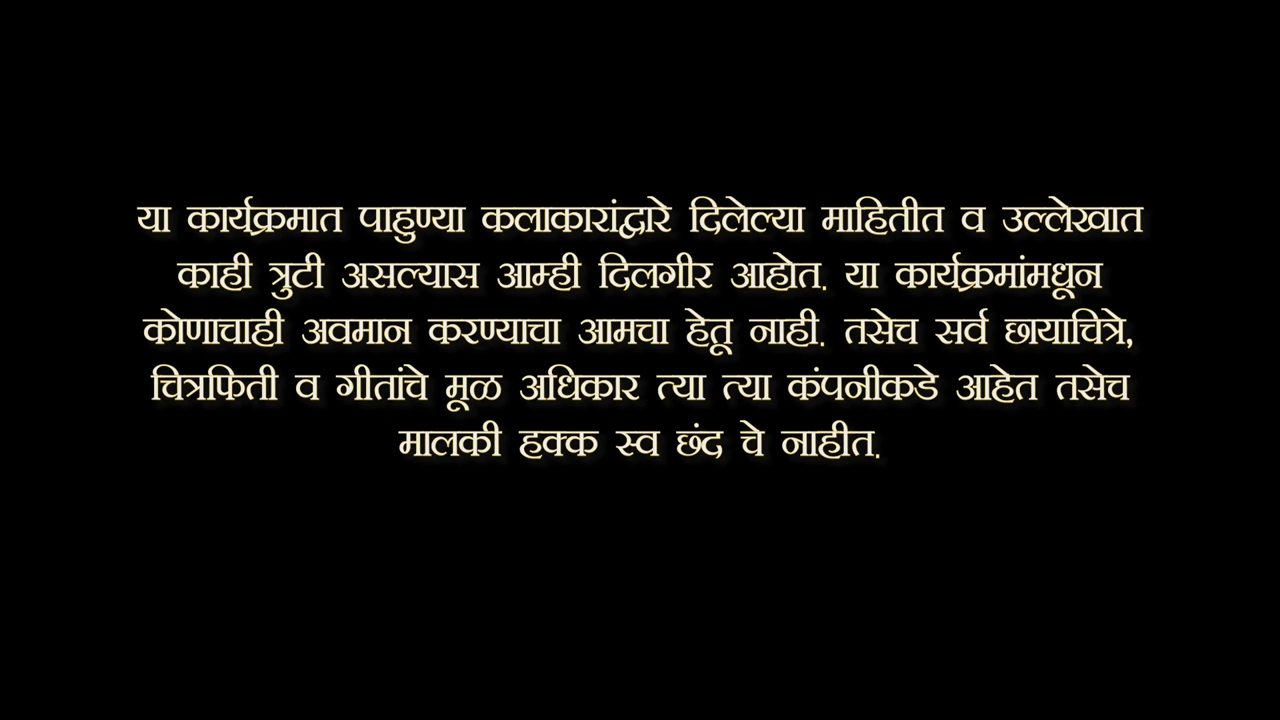 या कार्यक्रमात पाहुण्या कलाकारांद्वारे दिलेल्या माहितीत व उल्लेखात
काही त्रुटी असल्यास आम्ही दिलगीर आहोत. या कार्यक्रमांमधून
कोणाचाही अवमान करण्याचा आमचा हेतू नाही. तसेच सर्व छायाचित्रे,
चित्रफिती व गीतांचे मूळ अधिकार त्या त्या कंपनीकडे आहेत तसेच
मालकी हक्क स्व छंद चे नाहीत.